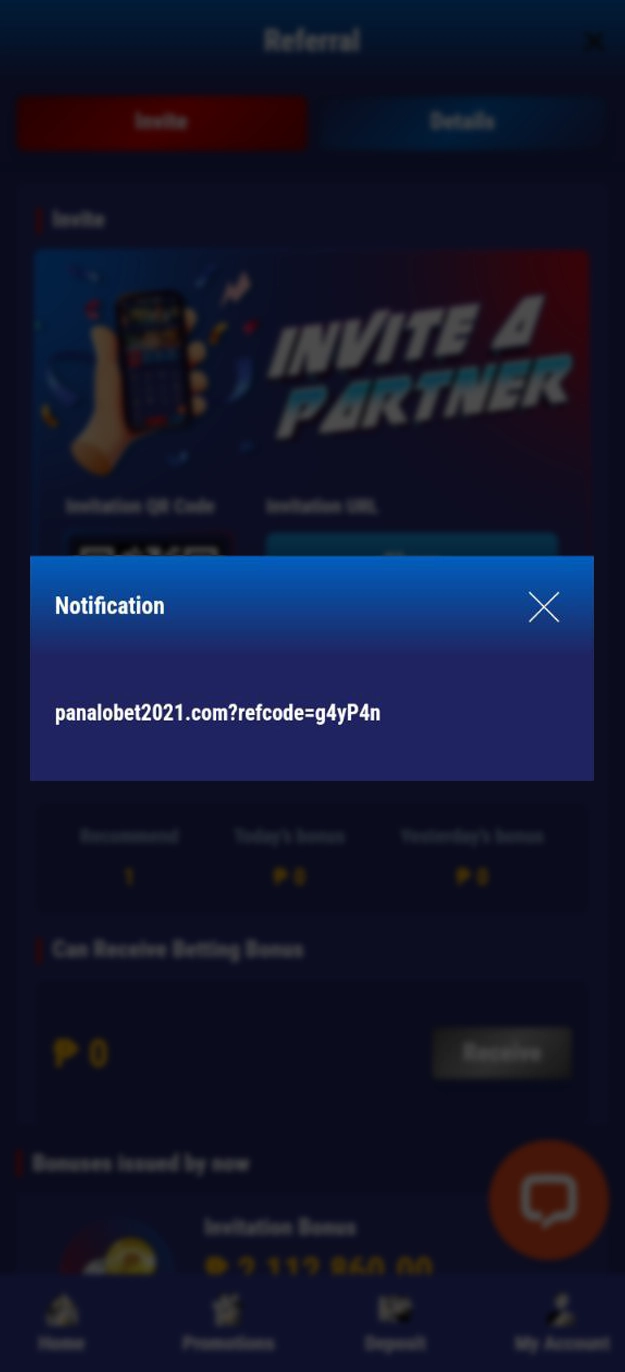 Referral
Invite
Details
Invite
INVITE A
PARTNER
Invitation QR Code
Invitation URL
Notification
panalobet2021.com?refcode=g4yP4n
Recommend
Today's bonus
Yesterday's bonus
1
₱ 0
₱ 0
Can Receive Betting Bonus
₱ 0
Receive
Bonuses issued by now
Invitation Bonus
₱ 2,112,860.00
Home
Promotions
Deposit
My Account